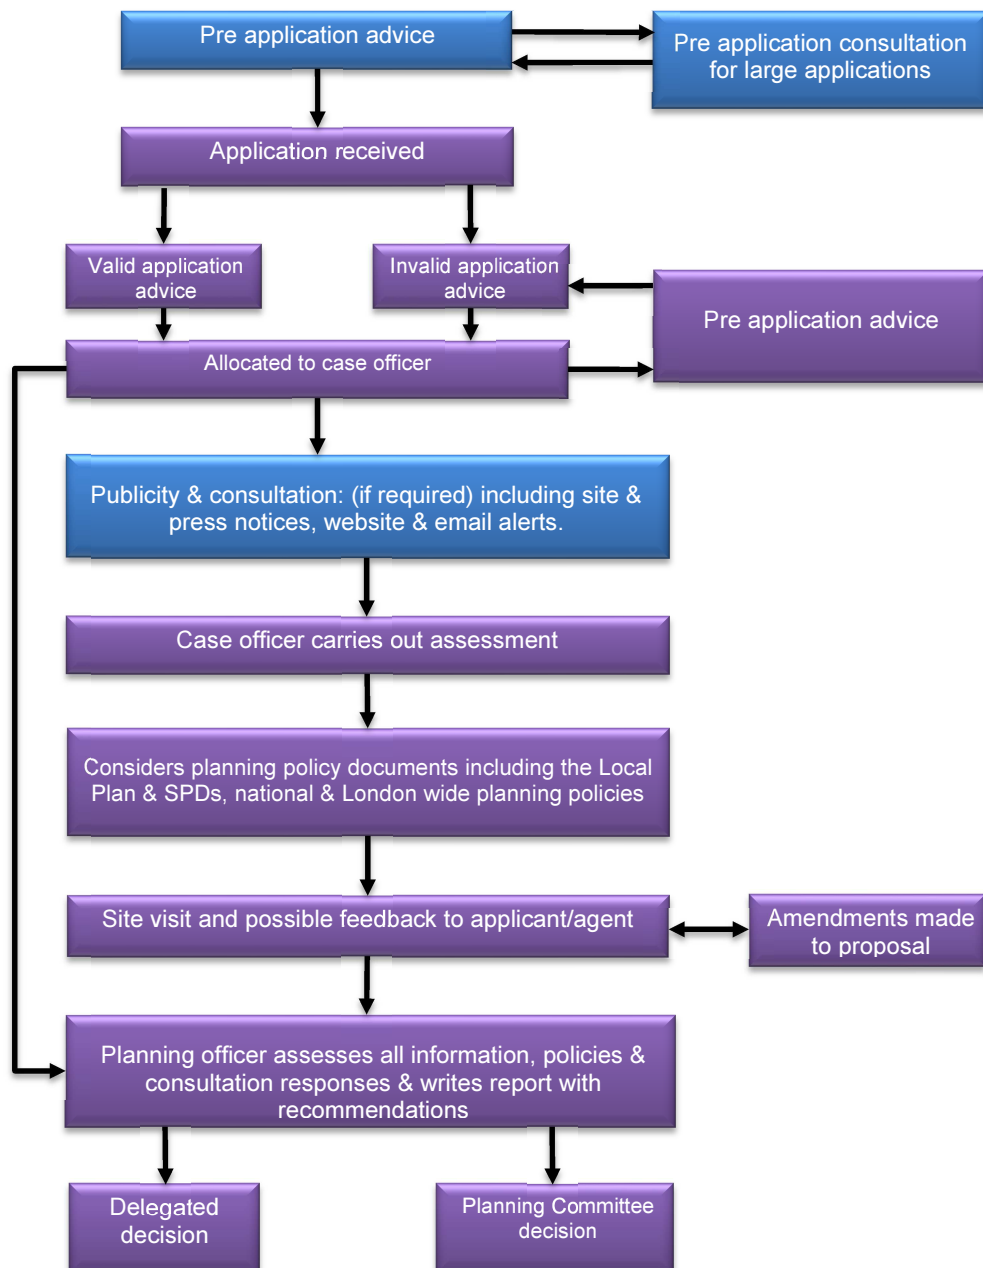 Pre application advice
Pre application consultation
for large applications
Application received
Valid application
advice
Invalid application
advice
Pre application advice
Allocated to case officer
Publicity & consultation: (if required) including site &
press notices, website & email alerts.
Case officer carries out assessment
Considers planning policy documents including the Local
Plan & SPDs, national & London wide planning policies
Site visit and possible feedback to applicant/agent
Amendments made
to proposal
Planning officer assesses all information, policies &
consultation responses & writes report with
recommendations
Delegated
decision
Planning Committee
decision